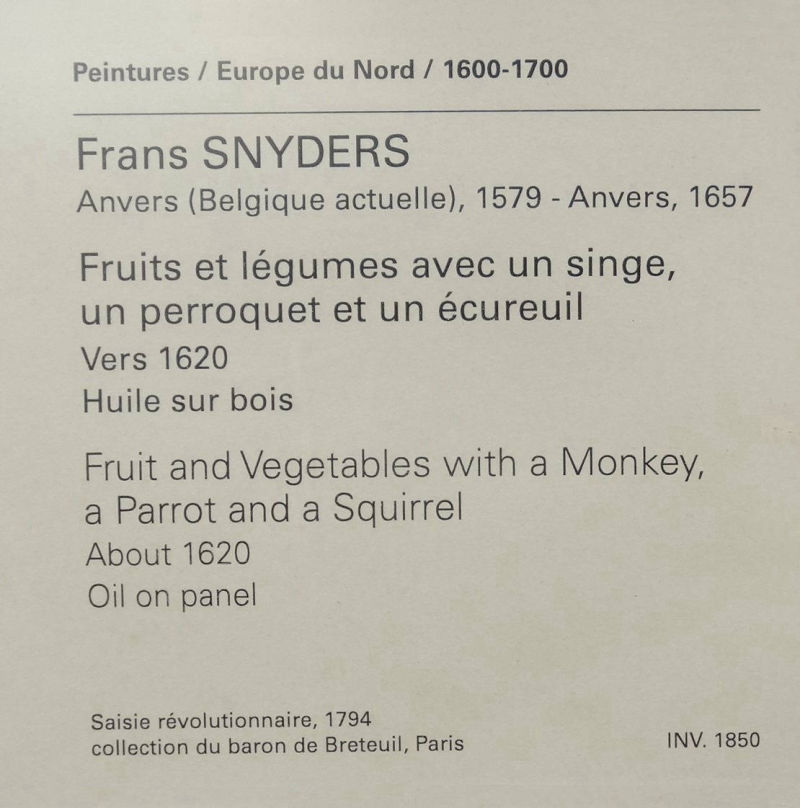 Peintures / Europe du Nord / 1600-1700
Frans SNYDERS
Anvers (Belgique actuelle), 1579 - Anvers, 1657
Fruits et légumes avec un singe,
un perroquet et un écureuil
Vers 1620
Huile sur bois
Fruit and Vegetables with a Monkey,
a Parrot and a Squirrel
About 1620
Oil on panel
Saisie révolutionnaire, 1794
collection du baron de Breteuil, Paris
INV. 1850